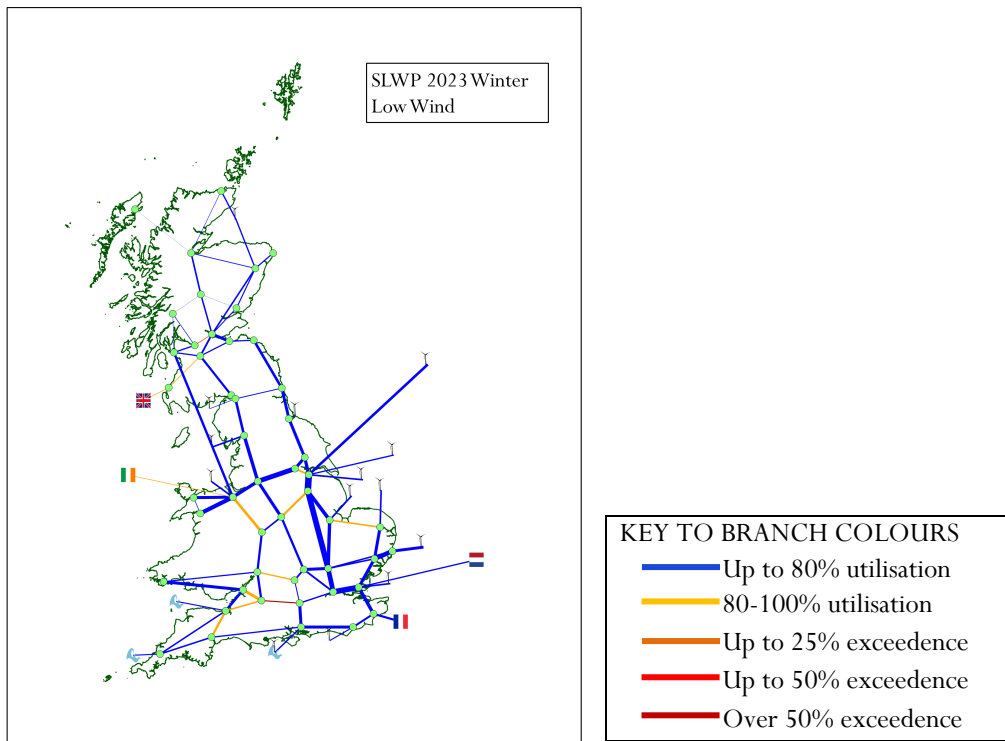 SLWP 2023 Winter
Low Wind
KEY TO BRANCH COLOURS
Up to 80% utilisation
80-100% utilisation
Up to 25% exceedence
Up to 50% exceedence
Over 50% exceedence